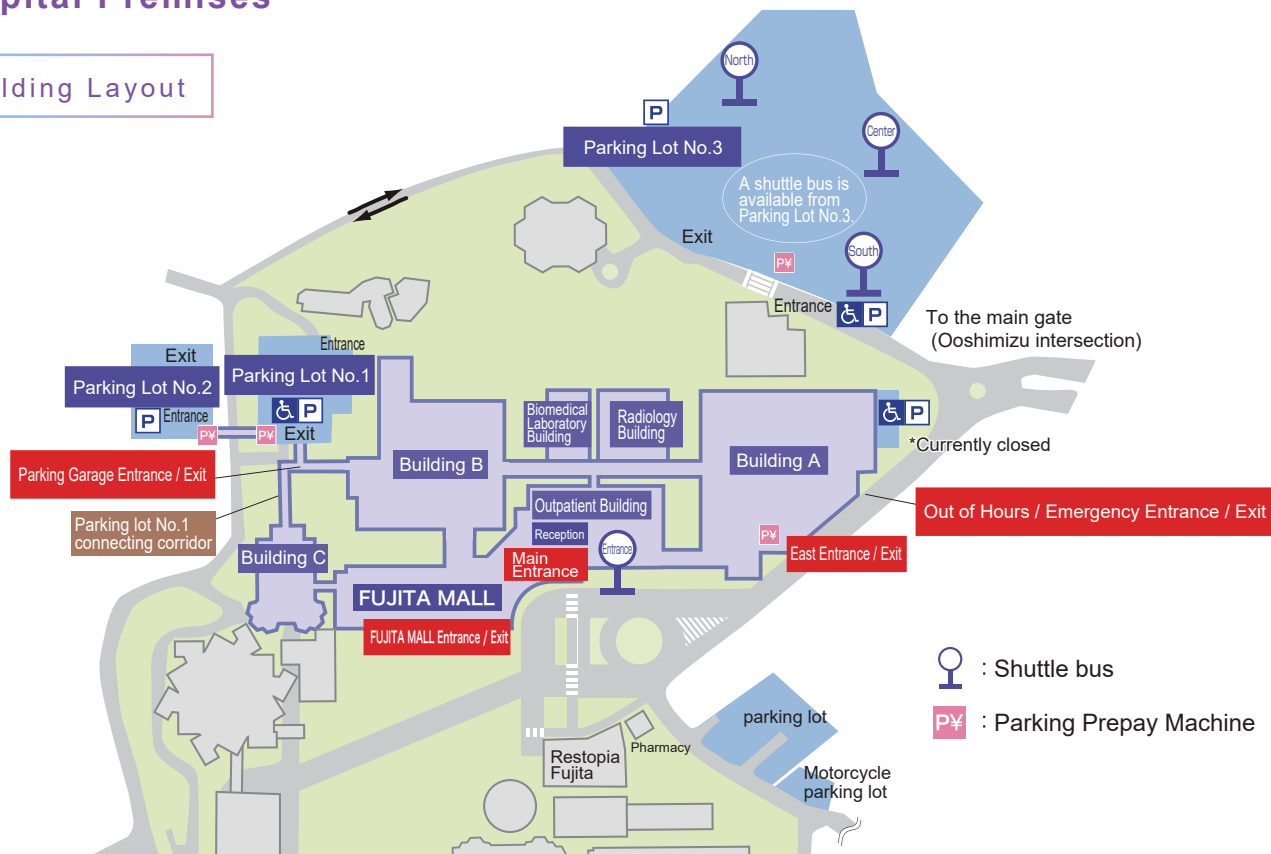 pital Premises
lding Layout
North
P
Parking Lot No.3
Center
A shuttle bus is
available from
Parking Lot No.3.
Exit
South
P¥
Entrance
P
To the main gate
(Ooshimizu intersection)
Exit
Parking Lot No.2
P
Entrance
P¥
Entrance
Parking Lot No.1
P
P¥
Exit
Biomedical
Laboratory
Building
Radiology
Building
P
*Currently closed
Building B
Building A
Parking Garage Entrance / Exit
Outpatient Building
Out of Hours / Emergency Entrance / Exit
Parking lot No.1
connecting corridor
Reception
P¥
Entrance
East Entrance / Exit
Building C
Main
Entrance
FUJITA MALL
FUJITA MALL Entrance / Exit
: Shuttle bus
P¥ : Parking Prepay Machine
parking lot
Pharmacy
Restopia
Fujita
Motorcycle
parking lot